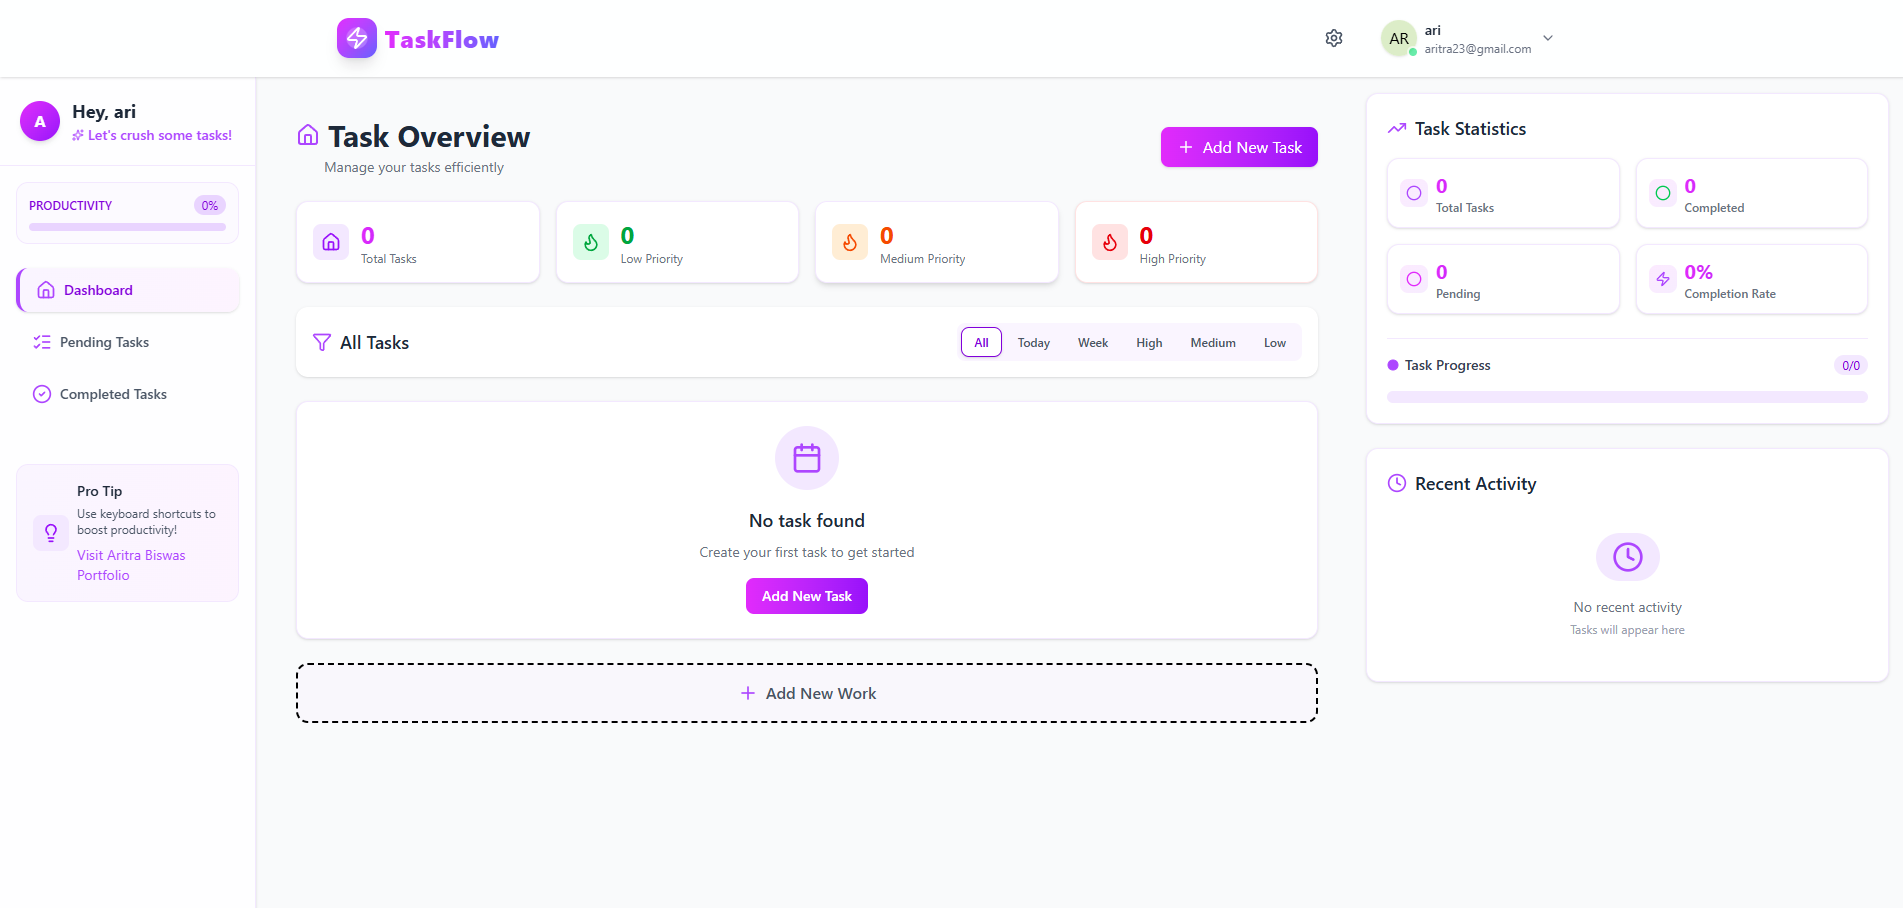 TaskFlow
AR
ari
aritra23@gmail.com
A
Hey, ari
Let's crush some tasks!
PRODUCTIVITY
0%
Dashboard
Pending Tasks
Completed Tasks
Pro Tip
Use keyboard shortcuts to
boost productivity!
Visit Aritra Biswas
Portfolio
Task Overview
Manage your tasks efficiently
Add New Task
0
Total Tasks
0
Low Priority
0
Medium Priority
0
High Priority
All Tasks
All
Today
Week
High
Medium
Low
No task found
Create your first task to get started
Add New Task
Add New Work
Task Statistics
0
Total Tasks
0
Completed
0
Pending
0%
Completion Rate
Task Progress
0/0
Recent Activity
No recent activity
Tasks will appear here